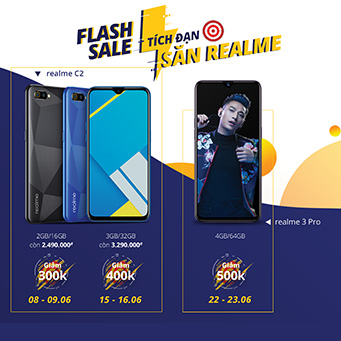 FLASH
SALE
TÍCH ĐẠN
SĂN REALME
realme C2
realme
realme
2GB/16GB
còn 2.490.000đ
Giảm
300k
08 - 09.06
3GB/32GB
còn 3.290.000đ
Giảm
400k
15 - 16.06
realme 3 Pro
4GB/64GB
Giảm
500k
22 - 23.06